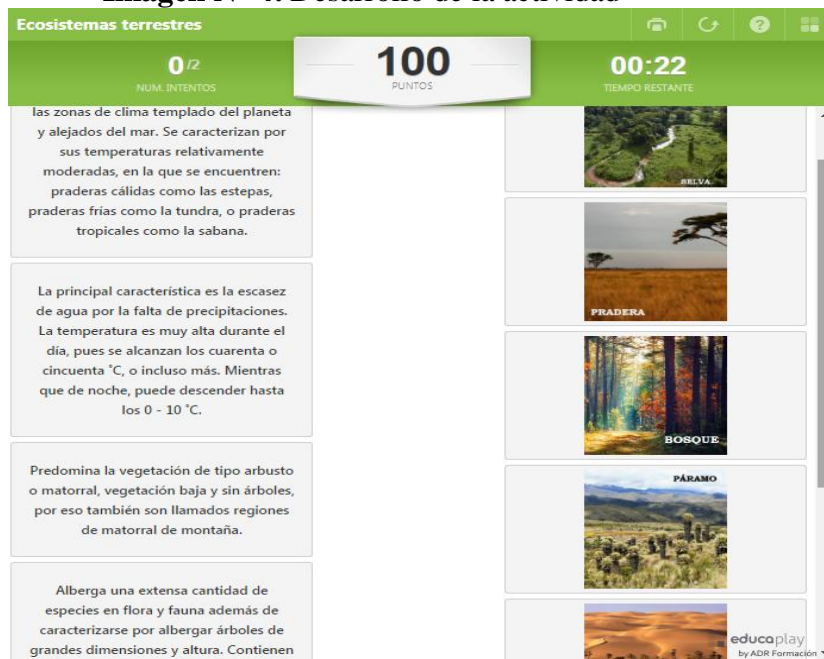 Ecosistemas terrestres
0/2
NUM. INTENTOS
100
PUNTOS
00:22
TIEMPO RESTANTE
las zonas de clima templado del planeta
y alejados del mar. Se caracterizan por
sus temperaturas relativamente
moderadas, en la que se encuentren:
praderas cálidas como las estepas,
praderas frías como la tundra, o praderas
tropicales como la sabana.
La principal característica es la escasez
de agua por la falta de precipitaciones.
La temperatura es muy alta durante el
día, pues se alcanzan los cuarenta o
cincuenta °C, o incluso más. Mientras
que de noche, puede descender hasta
los 0 - 10 °C.
Predomina la vegetación de tipo arbusto
o matorral, vegetación baja y sin árboles,
por eso también son llamados regiones
de matorral de montaña.
Alberga una extensa cantidad de
especies en flora y fauna además de
caracterizarse por albergar árboles de
grandes dimensiones y altura. Contienen
SELVA
PRADERA
BOSQUE
PÁRAMO
educaplay
by ADR Formación